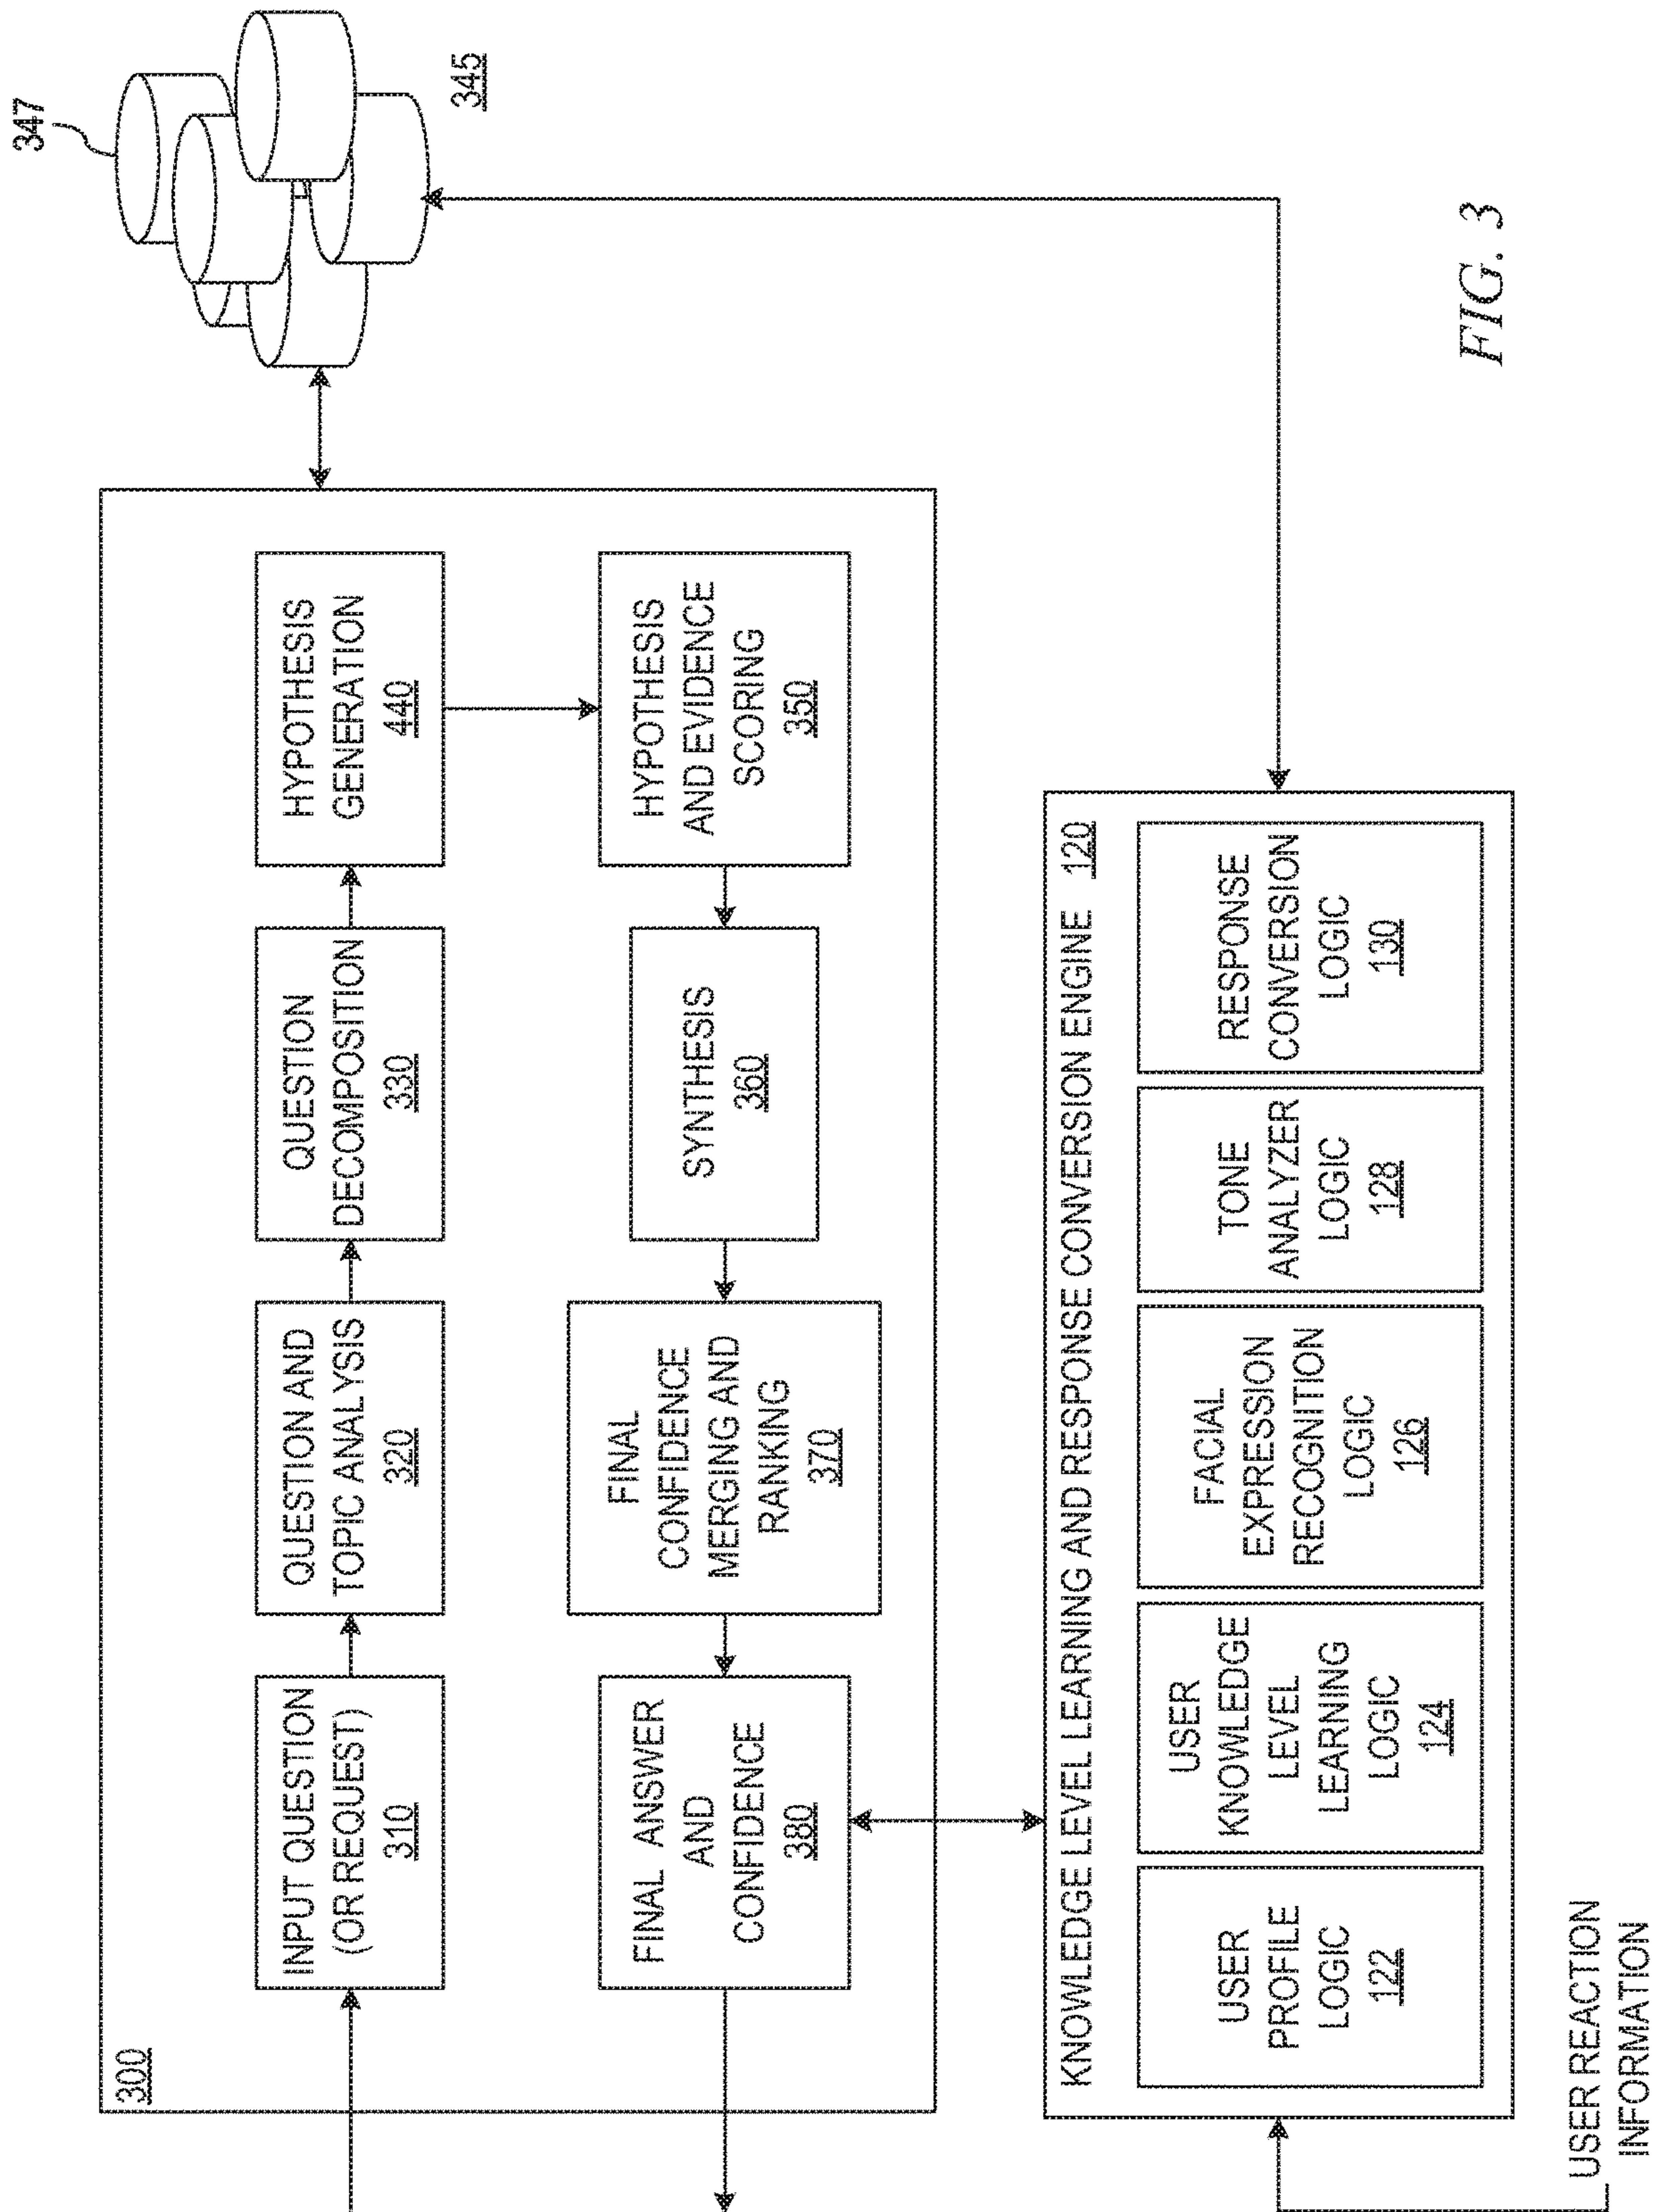 300
INPUT QUESTION
(OR REQUEST)
310
QUESTION AND
TOPIC ANALYSIS
320
QUESTION
DECOMPOSITION
330
HYPOTHESIS
GENERATION
440
347
345
FINAL ANSWER
AND
CONFIDENCE
380
FINAL
CONFIDENCE
MERGING AND
RANKING
370
SYNTHESIS
360
HYPOTHESIS
AND EVIDENCE
SCORING
350
KNOWLEDGE LEVEL LEARNING AND RESPONSE CONVERSION ENGINE 120
USER
PROFILE
LOGIC
122
USER
KNOWLEDGE
LEVEL
LEARNING
LOGIC
124
FACIAL
EXPRESSION
RECOGNITION
LOGIC
126
TONE
ANALYZER
LOGIC
128
RESPONSE
CONVERSION
LOGIC
130
USER REACTION
INFORMATION
FIG. 3